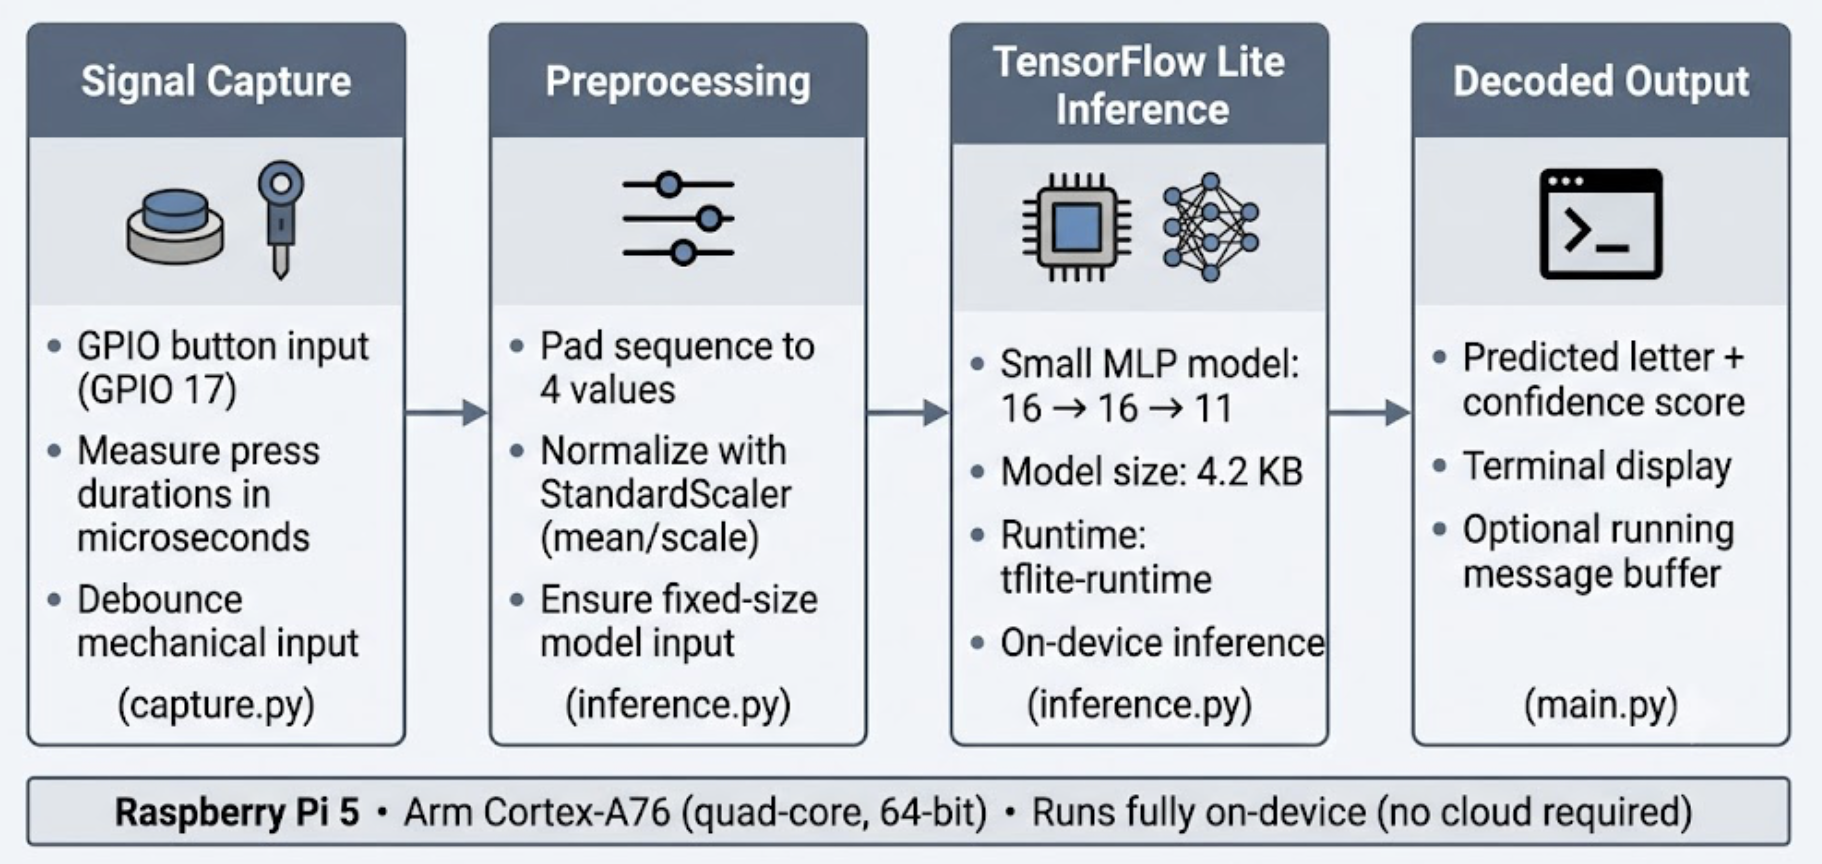 Signal Capture
• GPIO button input
(GPIO 17)
• Measure press
durations in
microseconds
• Debounce
mechanical input
(capture.py)
Preprocessing
• Pad sequence to
4 values
• Normalize with
StandardScaler
(mean/scale)
• Ensure fixed-size
model input
(inference.py)
TensorFlow Lite
Inference
• Small MLP model:
16 → 16 → 11
• Model size: 4.2 KB
• Runtime:
tflite-runtime
• On-device inference
(inference.py)
Decoded Output
• Predicted letter +
confidence score
• Terminal display
• Optional running
message buffer
(main.py)
Raspberry Pi 5 • Arm Cortex-A76 (quad-core, 64-bit) • Runs fully on-device (no cloud required)